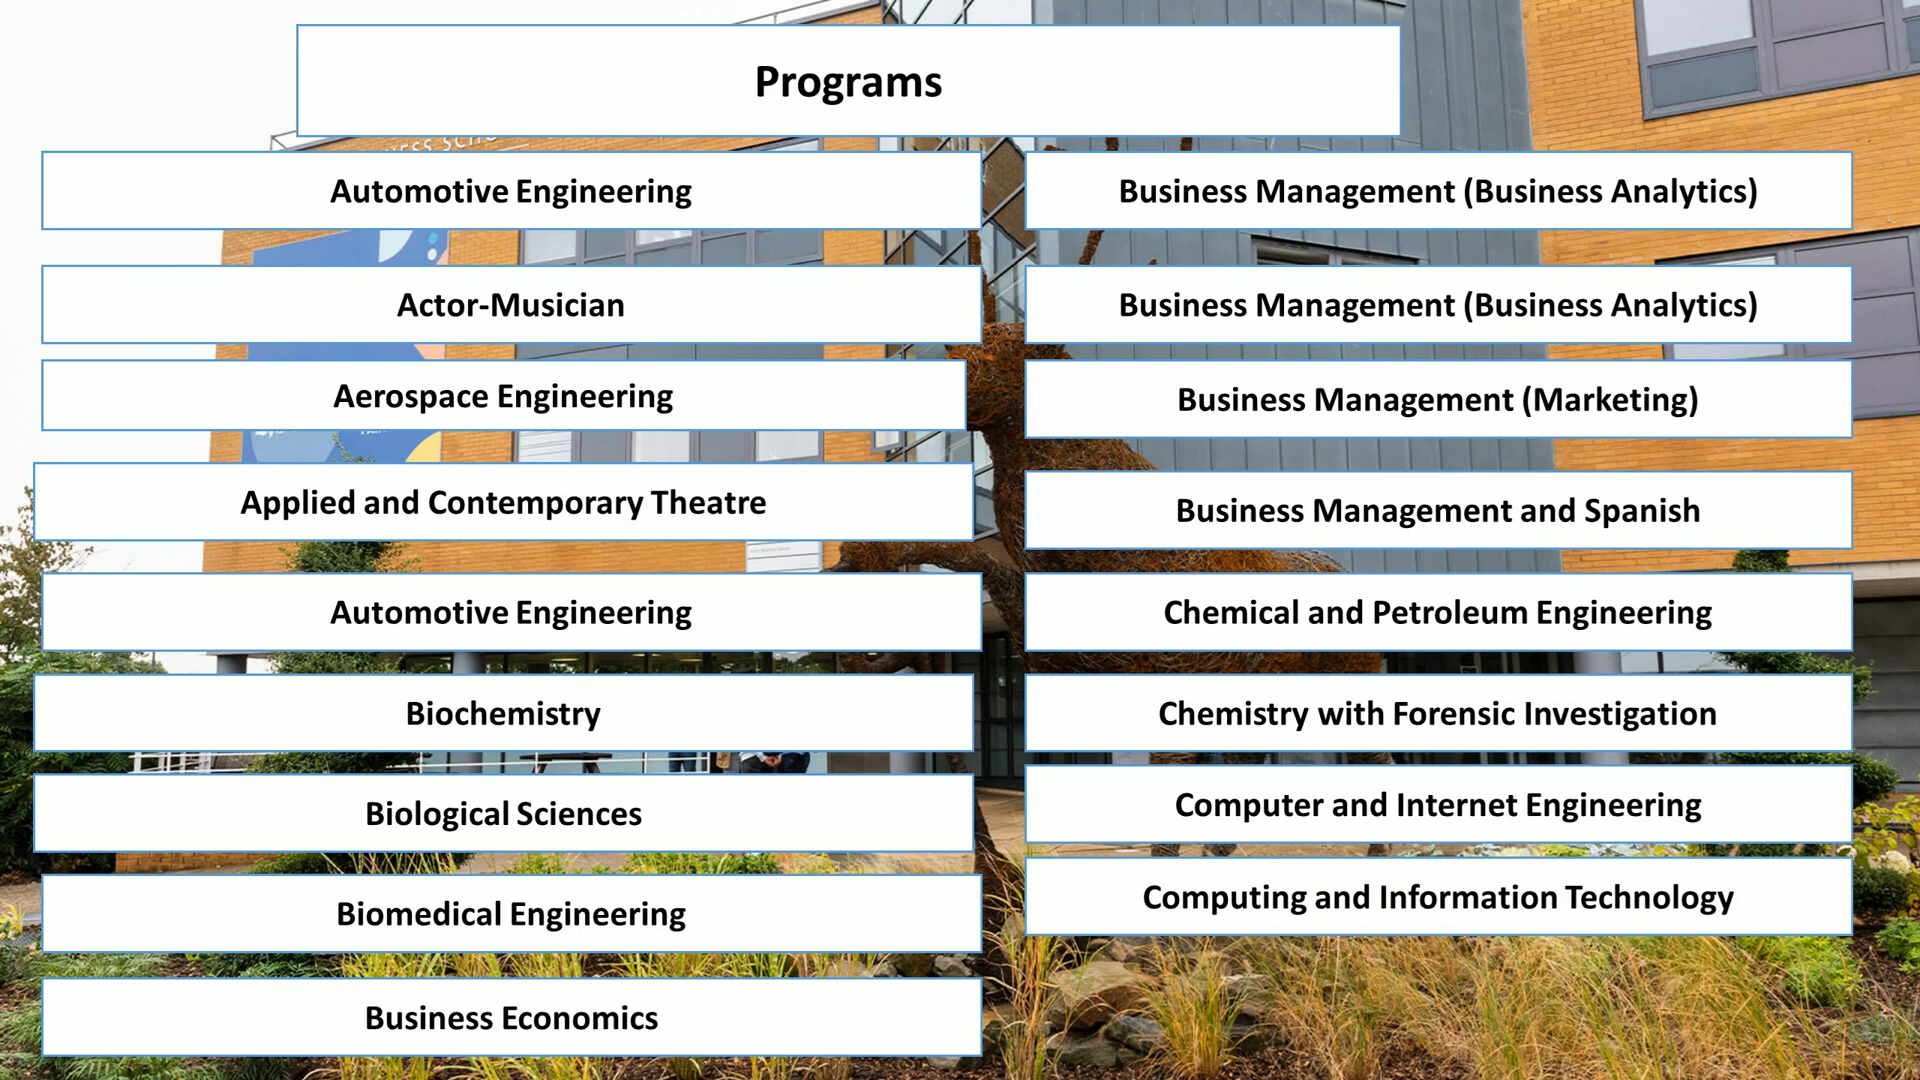 Programs
Automotive Engineering
Actor-Musician
Aerospace Engineering
Applied and Contemporary Theatre
Automotive Engineering
Biochemistry
Biological Sciences
Biomedical Engineering
Business Economics
Business Management (Business Analytics)
Business Management (Business Analytics)
Business Management (Marketing)
Business Management and Spanish
Chemical and Petroleum Engineering
Chemistry with Forensic Investigation
Computer and Internet Engineering
Computing and Information Technology